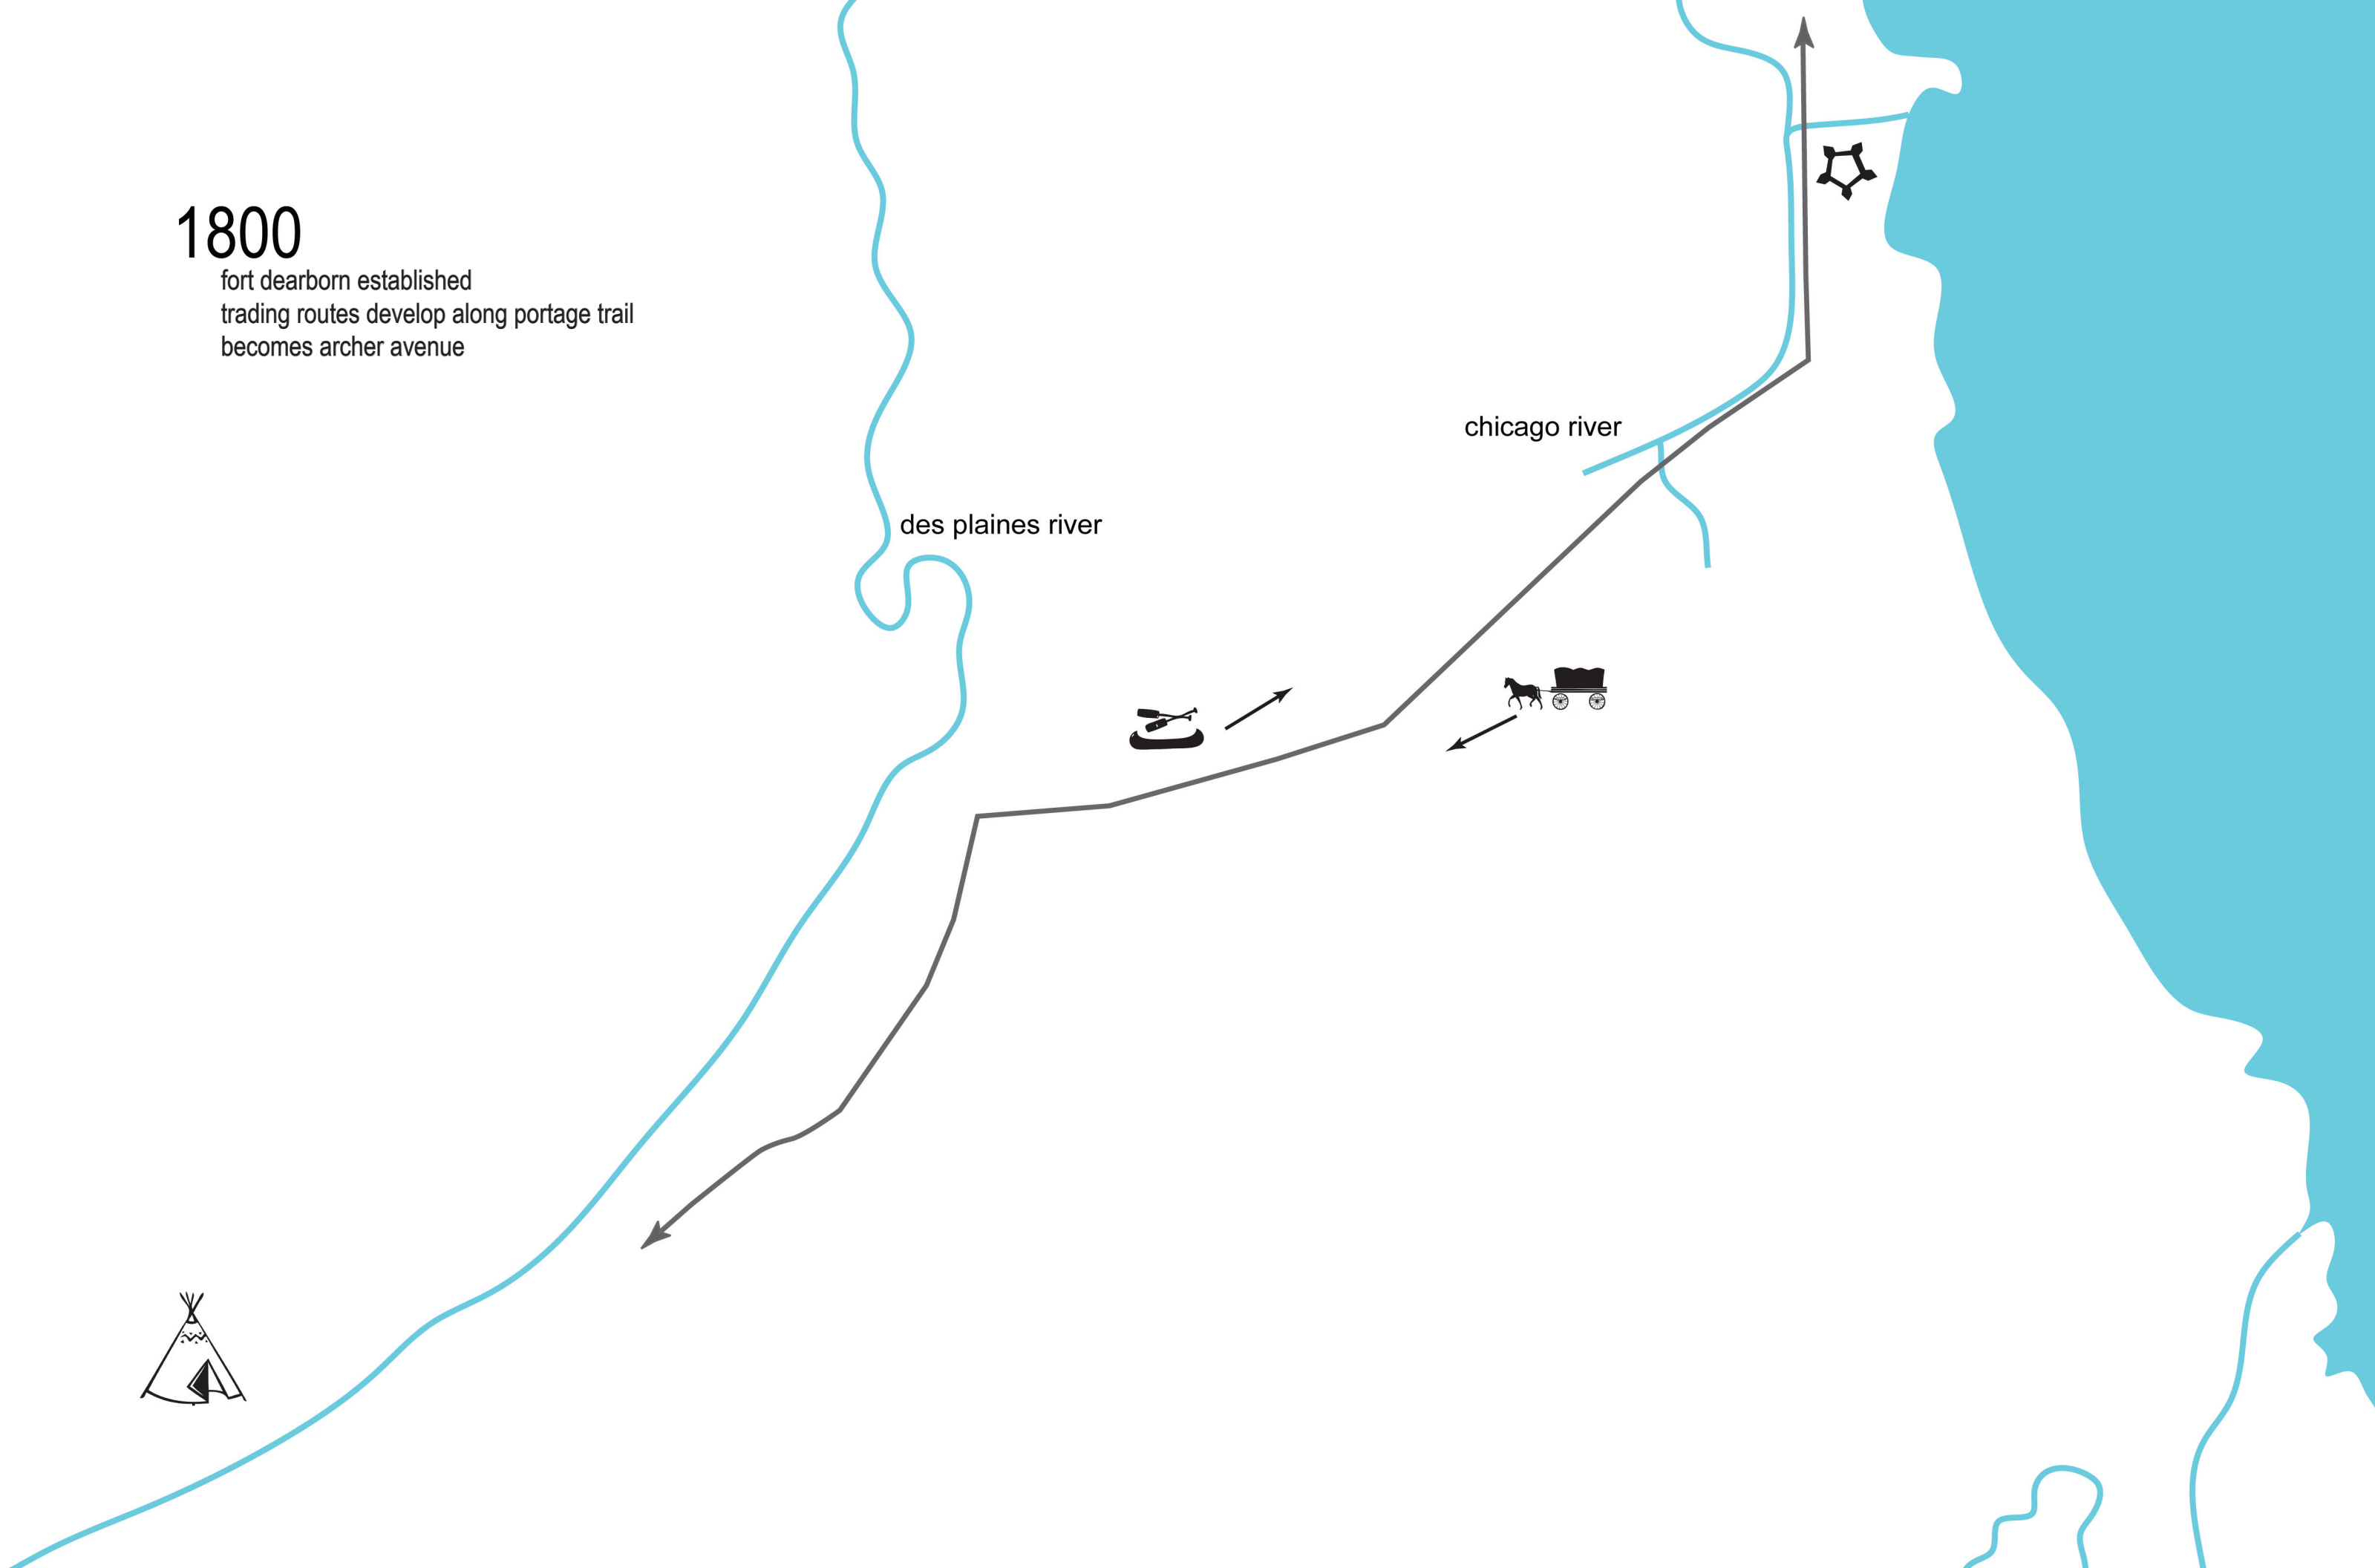 1800
fort dearborn established
trading routes develop along portage trail
becomes archer avenue
chicago river
des plaines river